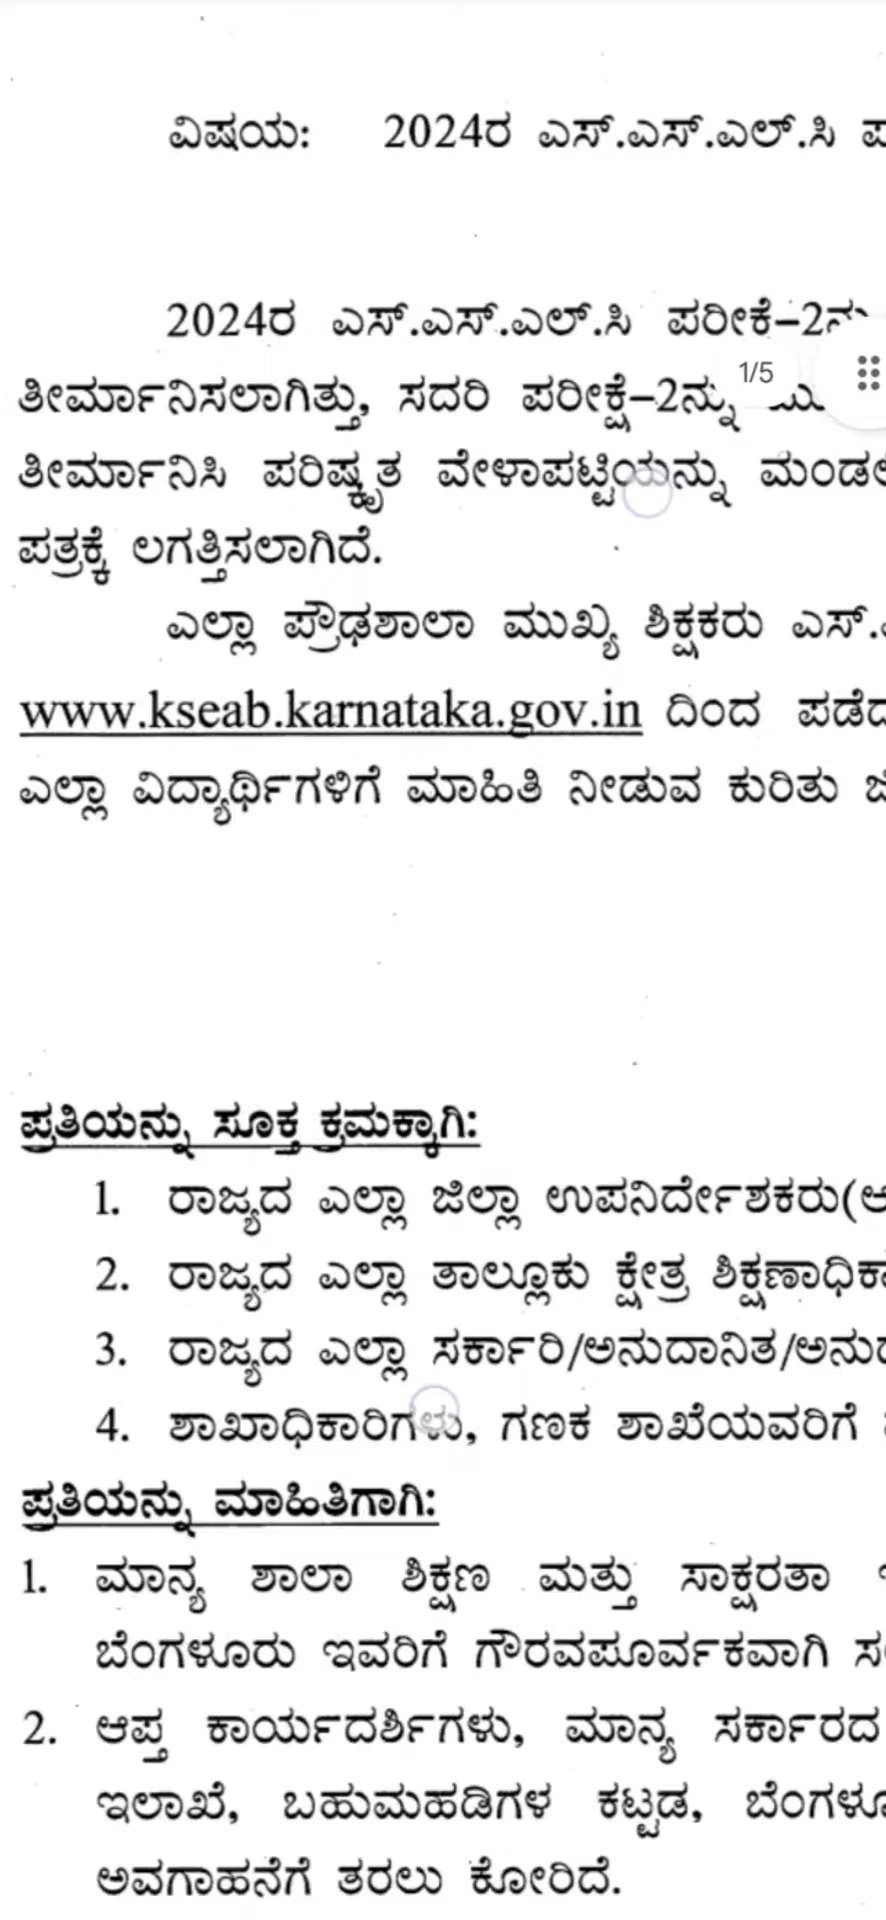 ವಿಷಯ: 2024ರ ಎಸ್.ಎಸ್.ಎಲ್.ಸಿ
2024ರ ಎಸ್.ಎಸ್.ಎಲ್.ಸಿ ಪರೀಕೆ-2ನು
1/5
ತೀರ್ಮಾನಿಸಲಾಗಿತ್ತು, ಸದರಿ ಪರೀಕ್ಷೆ-2ನ್ನು
ತೀರ್ಮಾನಿಸಿ ಪರಿಷ್ಕೃತ ವೇಳಾಪಟ್ಟಿಯನ್ನು
ಪತ್ರಕ್ಕೆ ಲಗತ್ತಿಸಲಾಗಿದೆ.
ಎಲ್ಲಾ ಪ್ರೌಢಶಾಲಾ ಮುಖ್ಯ ಶಿಕ್ಷಕರು ಎಸ್.
www.kseab.karnataka.gov.in ದಿಂದ
ಎಲ್ಲಾ ವಿದ್ಯಾರ್ಥಿಗಳಿಗೆ ಮಾಹಿತಿ ನೀಡುವ ಕುರಿತು
ಪ್ರತಿಯನ್ನು ಸೂಕ್ತ ಕ್ರಮಕ್ಕಾಗಿ:
1. ರಾಜ್ಯದ ಎಲ್ಲಾ ಜಿಲ್ಲಾ ಉಪನಿರ್ದೇಶಕರು(
2. ರಾಜ್ಯದ ಎಲ್ಲಾ ತಾಲ್ಲೂಕು ಕ್ಷೇತ್ರ
3. ರಾಜ್ಯದ ಎಲ್ಲಾ ಸರ್ಕಾರಿ/ಅನುದಾನಿತ/
4. ಶಾಖಾಧಿಕಾರಿಗಳು, ಗಣಕ ಶಾಖೆಯವರಿಗೆ
ಪ್ರತಿಯನ್ನು ಮಾಹಿತಿಗಾಗಿ:
1. ಮಾನ್ಯ ಶಾಲಾ ಶಿಕ್ಷಣ ಮತ್ತು ಸಾಕ್ಷರತಾ
ಬೆಂಗಳೂರು ಇವರಿಗೆ ಗೌರವಪೂರ್ವಕವಾಗಿ
2. ಆಪ್ತ ಕಾರ್ಯದರ್ಶಿಗಳು, ಮಾನ್ಯ ಸರ್ಕಾರದ
ಇಲಾಖೆ, ಬಹುಮಹಡಿಗಳ ಕಟ್ಟಡ,
ಅವಗಾಹನೆಗೆ ತರಲು ಕೋರಿದೆ.